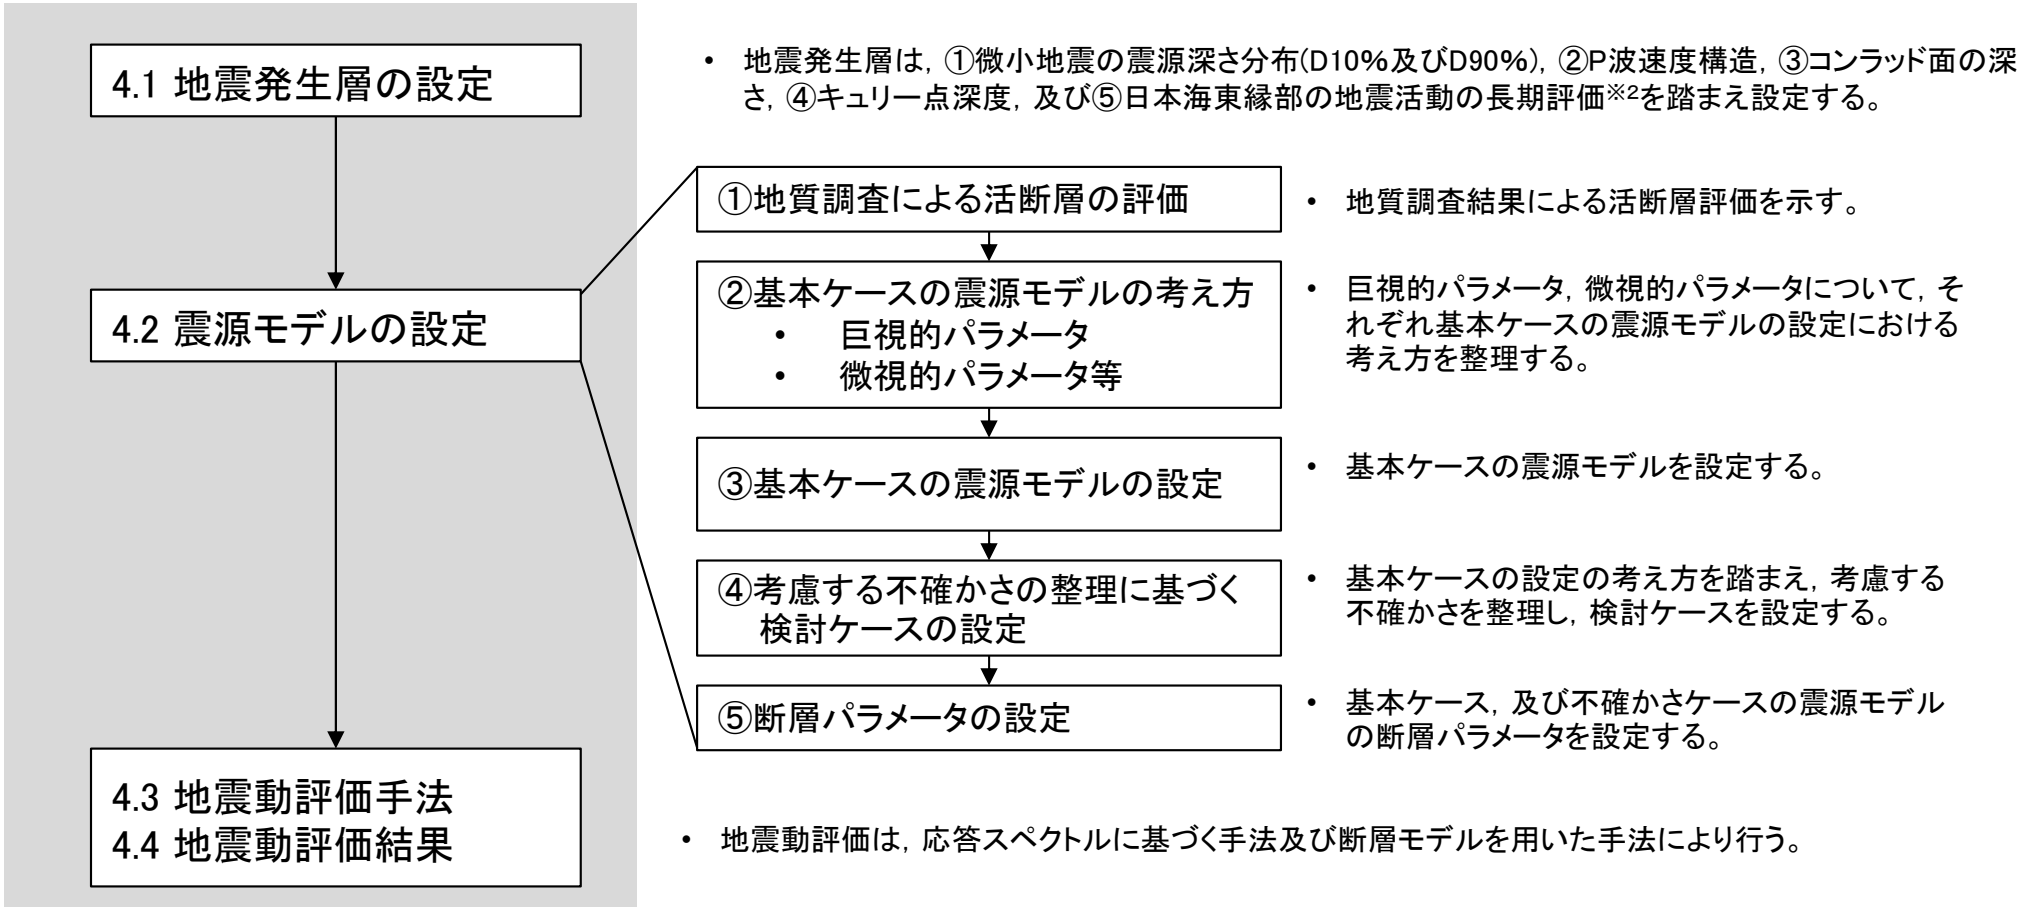 4.1 地震発生層の設定
• 地震発生層は，①微小地震の震源深さ分布(D10%及びD90%)，②P波速度構造，③コンラッド面の深
さ，④キュリー点深度，及び⑤日本海東縁部の地震活動の長期評価※2を踏まえ設定する。
①地質調査による活断層の評価
• 地質調査結果による活断層評価を示す。
4.2 震源モデルの設定
②基本ケースの震源モデルの考え方
• 巨視的パラメータ
• 微視的パラメータ等
• 巨視的パラメータ，微視的パラメータについて，そ
れぞれ基本ケースの震源モデルの設定における
考え方を整理する。
③基本ケースの震源モデルの設定
• 基本ケースの震源モデルを設定する。
④考慮する不確かさの整理に基づく
検討ケースの設定
• 基本ケースの設定の考え方を踏まえ，考慮する
不確かさを整理し，検討ケースを設定する。
⑤断層パラメータの設定
• 基本ケース，及び不確かさケースの震源モデル
の断層パラメータを設定する。
4.3 地震動評価手法
4.4 地震動評価結果
• 地震動評価は，応答スペクトルに基づく手法及び断層モデルを用いた手法により行う。